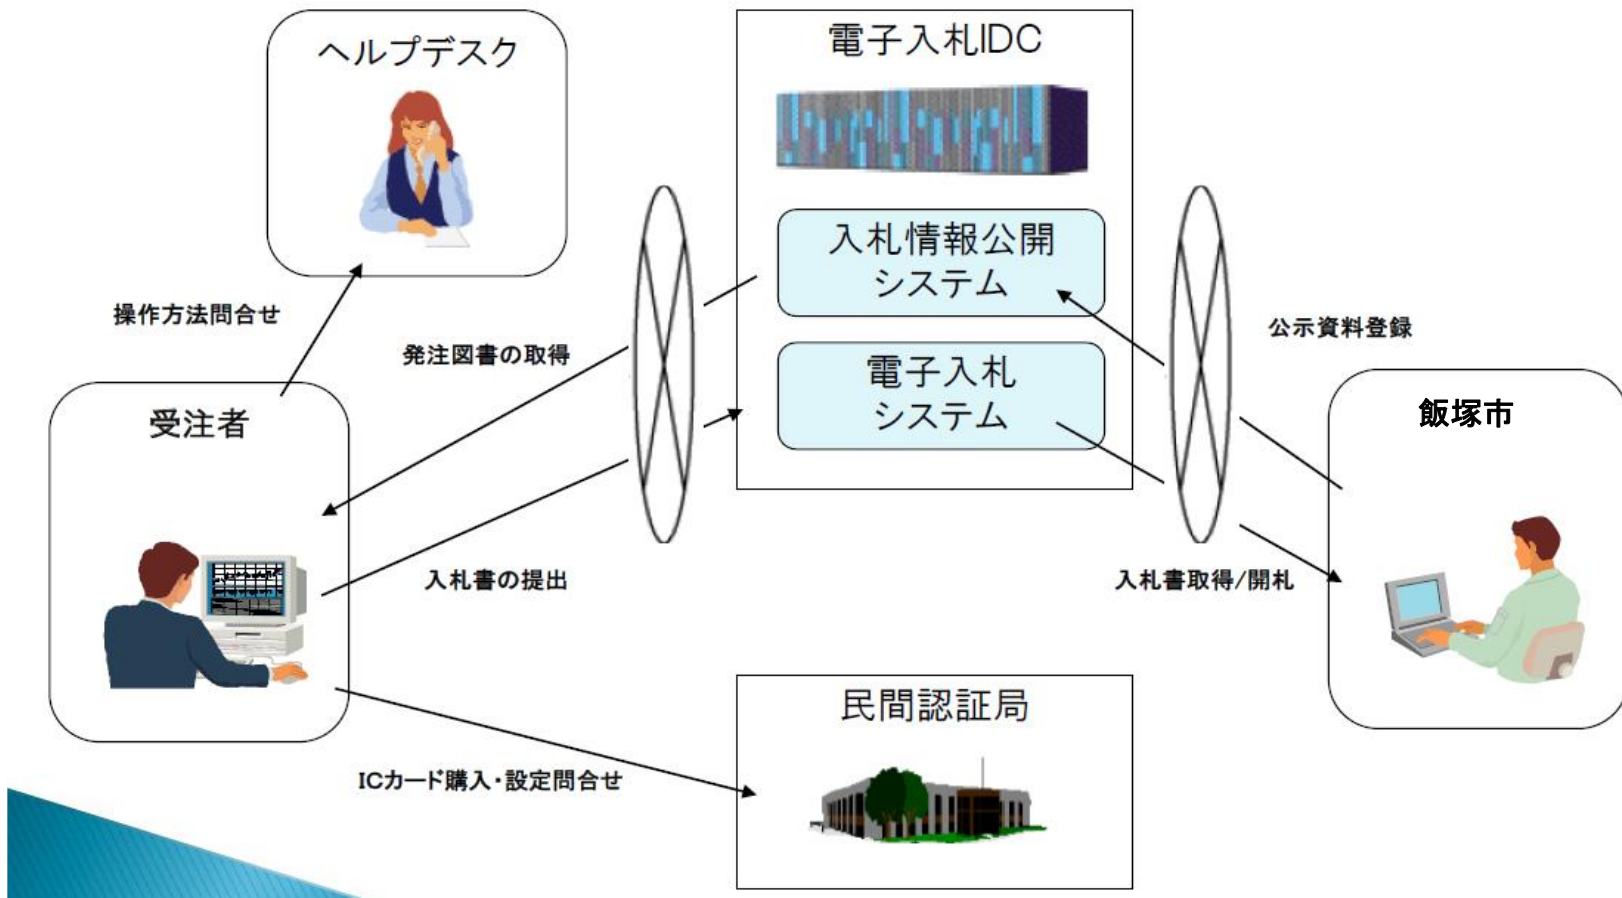 ヘルプデスク
電子入札IDC
入札情報公開
システム
操作方法問合せ
発注図書の取得
公示資料登録
電子入札
システム
受注者
飯塚市
入札書の提出
入札書取得/開札
民間認証局
ICカード購入・設定問合せ